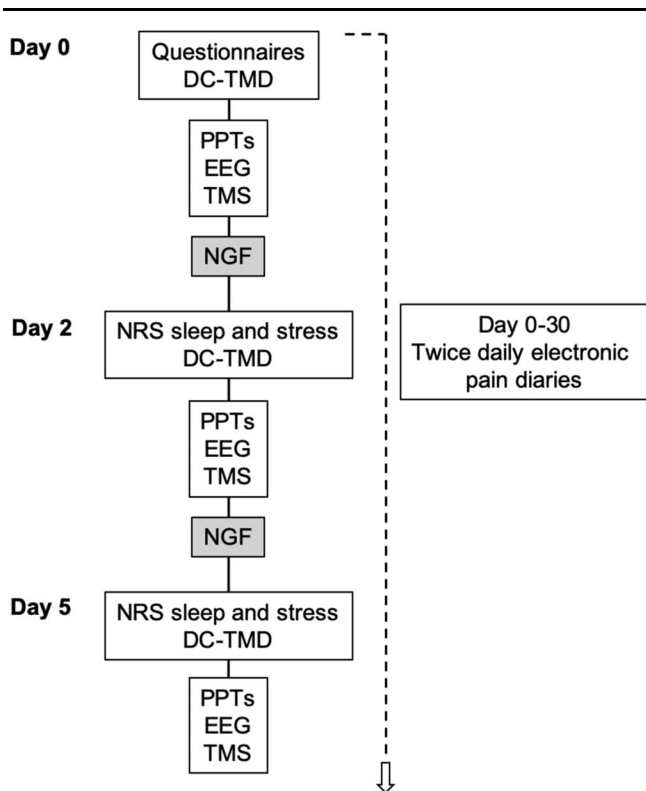 Day 0
Questionnaires
DC-TMD
PPTs
EEG
TMS
NGF
Day 2
NRS sleep and stress
DC-TMD
Day 0-30
Twice daily electronic
pain diaries
PPTs
EEG
TMS
NGF
Day 5
NRS sleep and stress
DC-TMD
PPTs
EEG
TMS